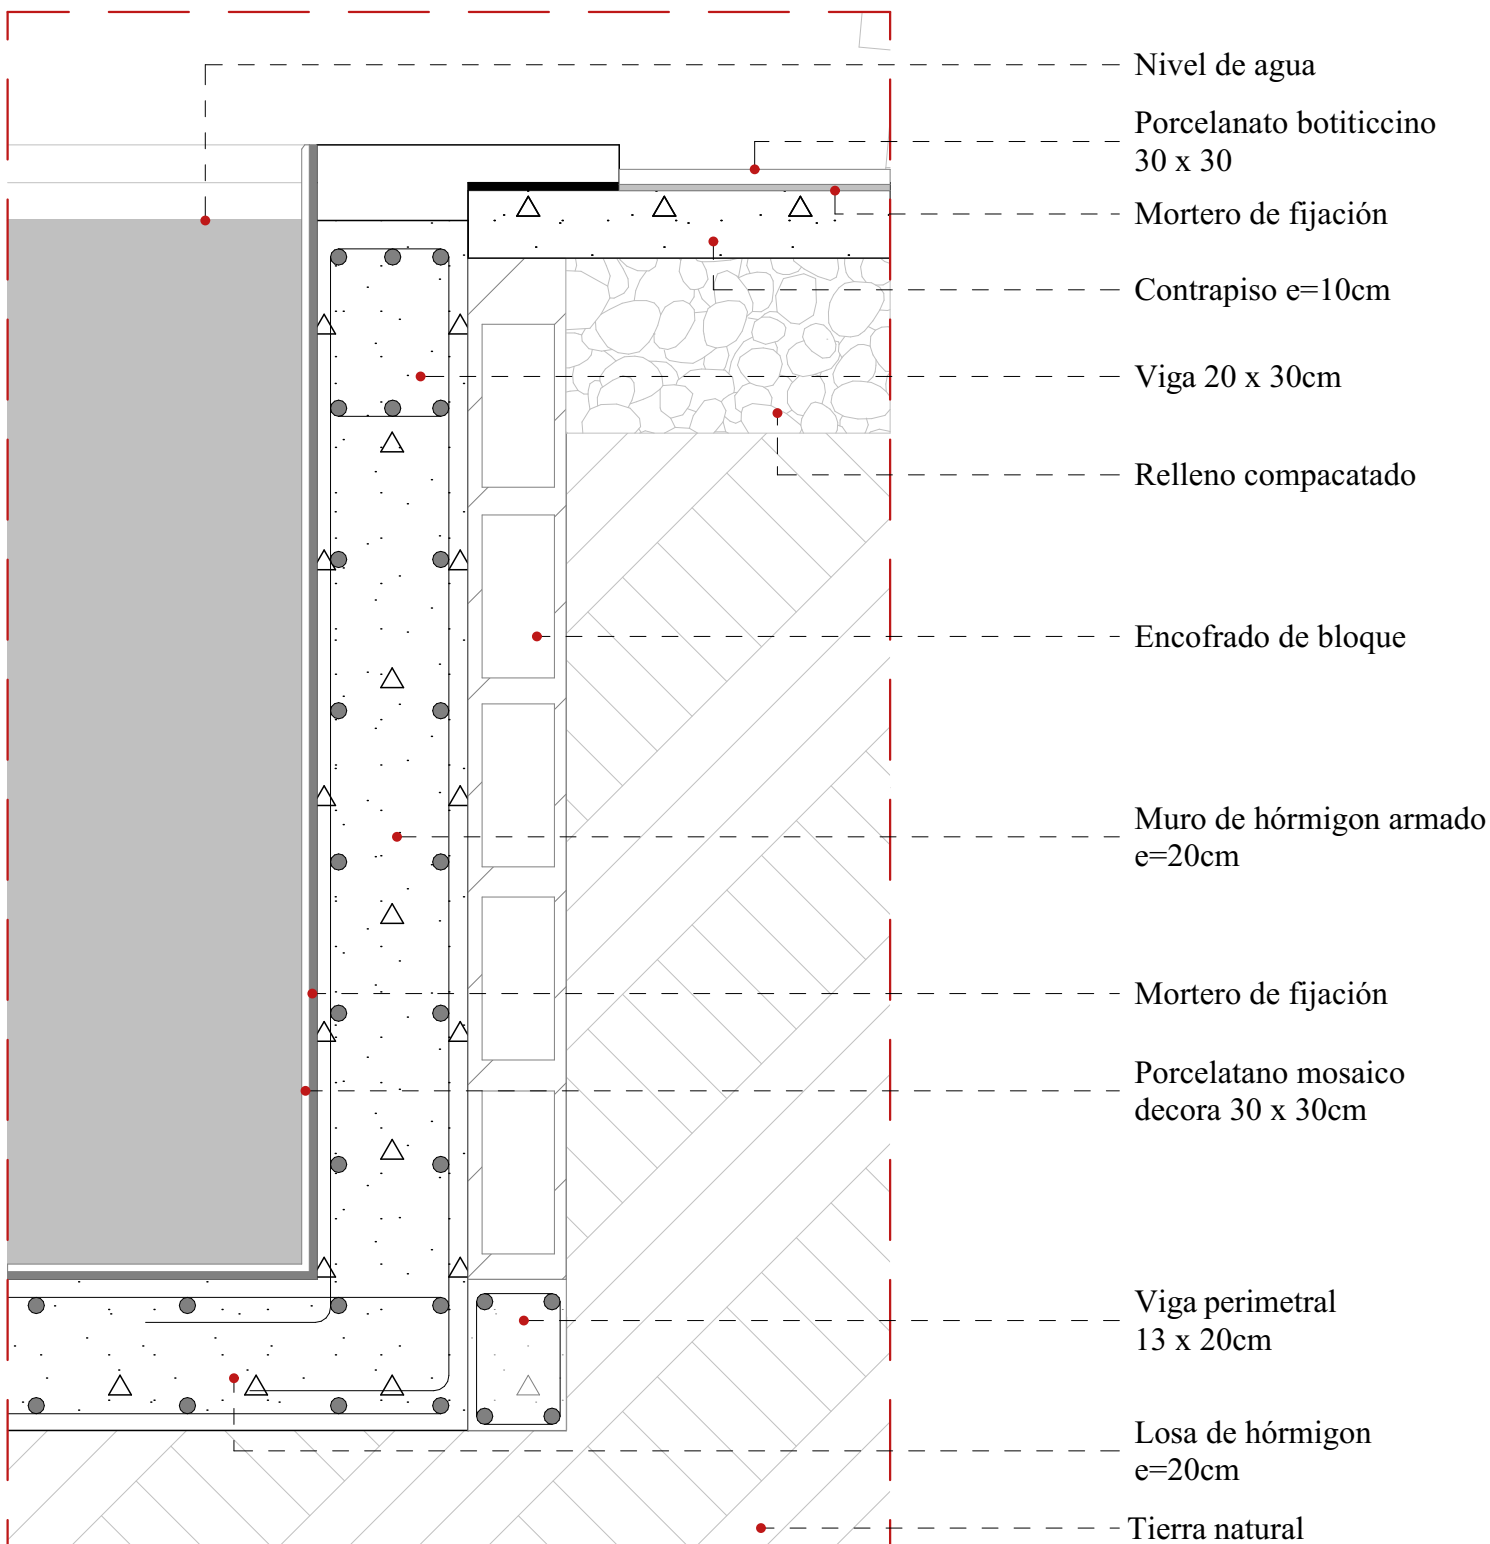 Nivel de agua
Porcelanato botiticcino
30 x 30
Mortero de fijación
Contrapiso e=10cm
Viga 20 x 30cm
Relleno compacatado
Encofrado de bloque
Muro de hórmigon armado
e=20cm
Mortero de fijación
Porcelatano mosaico
decora 30 x 30cm
Viga perimetral
13 x 20cm
Losa de hórmigon
e=20cm
Tierra natural